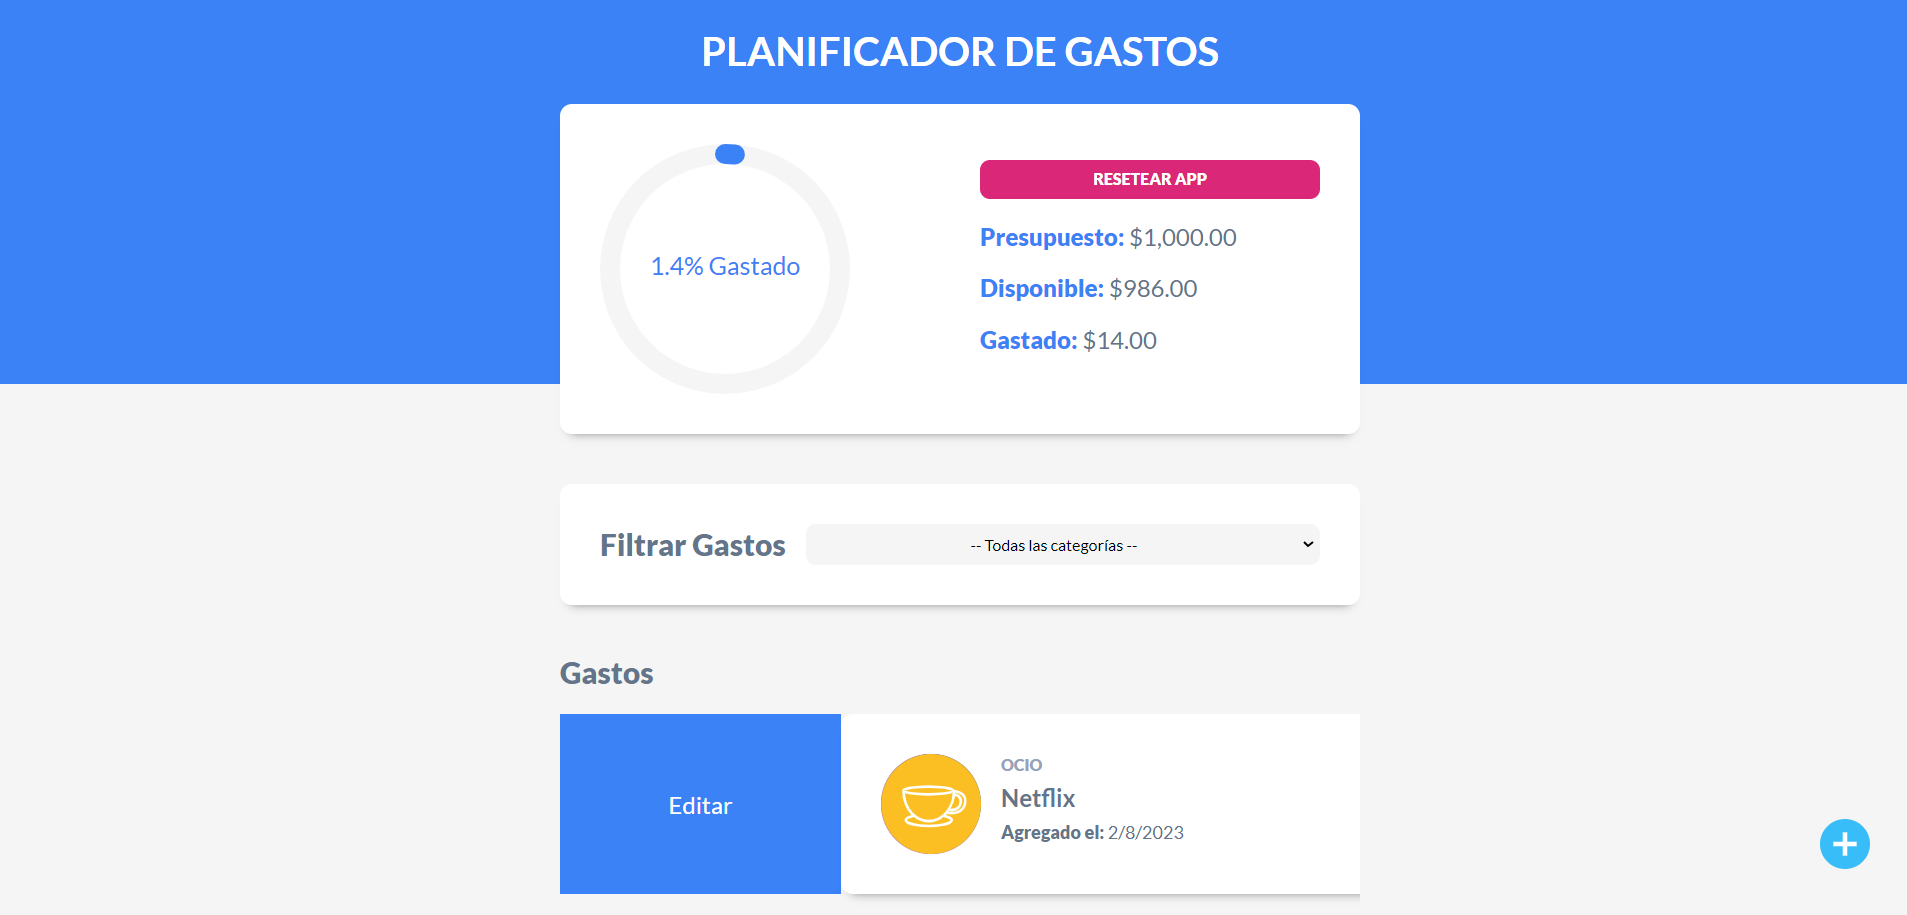 PLANIFICADOR DE GASTOS
1.4% Gastado
RESETEAR APP
Presupuesto: $1,000.00
Disponible: $986.00
Gastado: $14.00
Filtrar Gastos
-- Todas las categorías --
Gastos
Editar
OCIO
Netflix
Agregado el: 2/8/2023